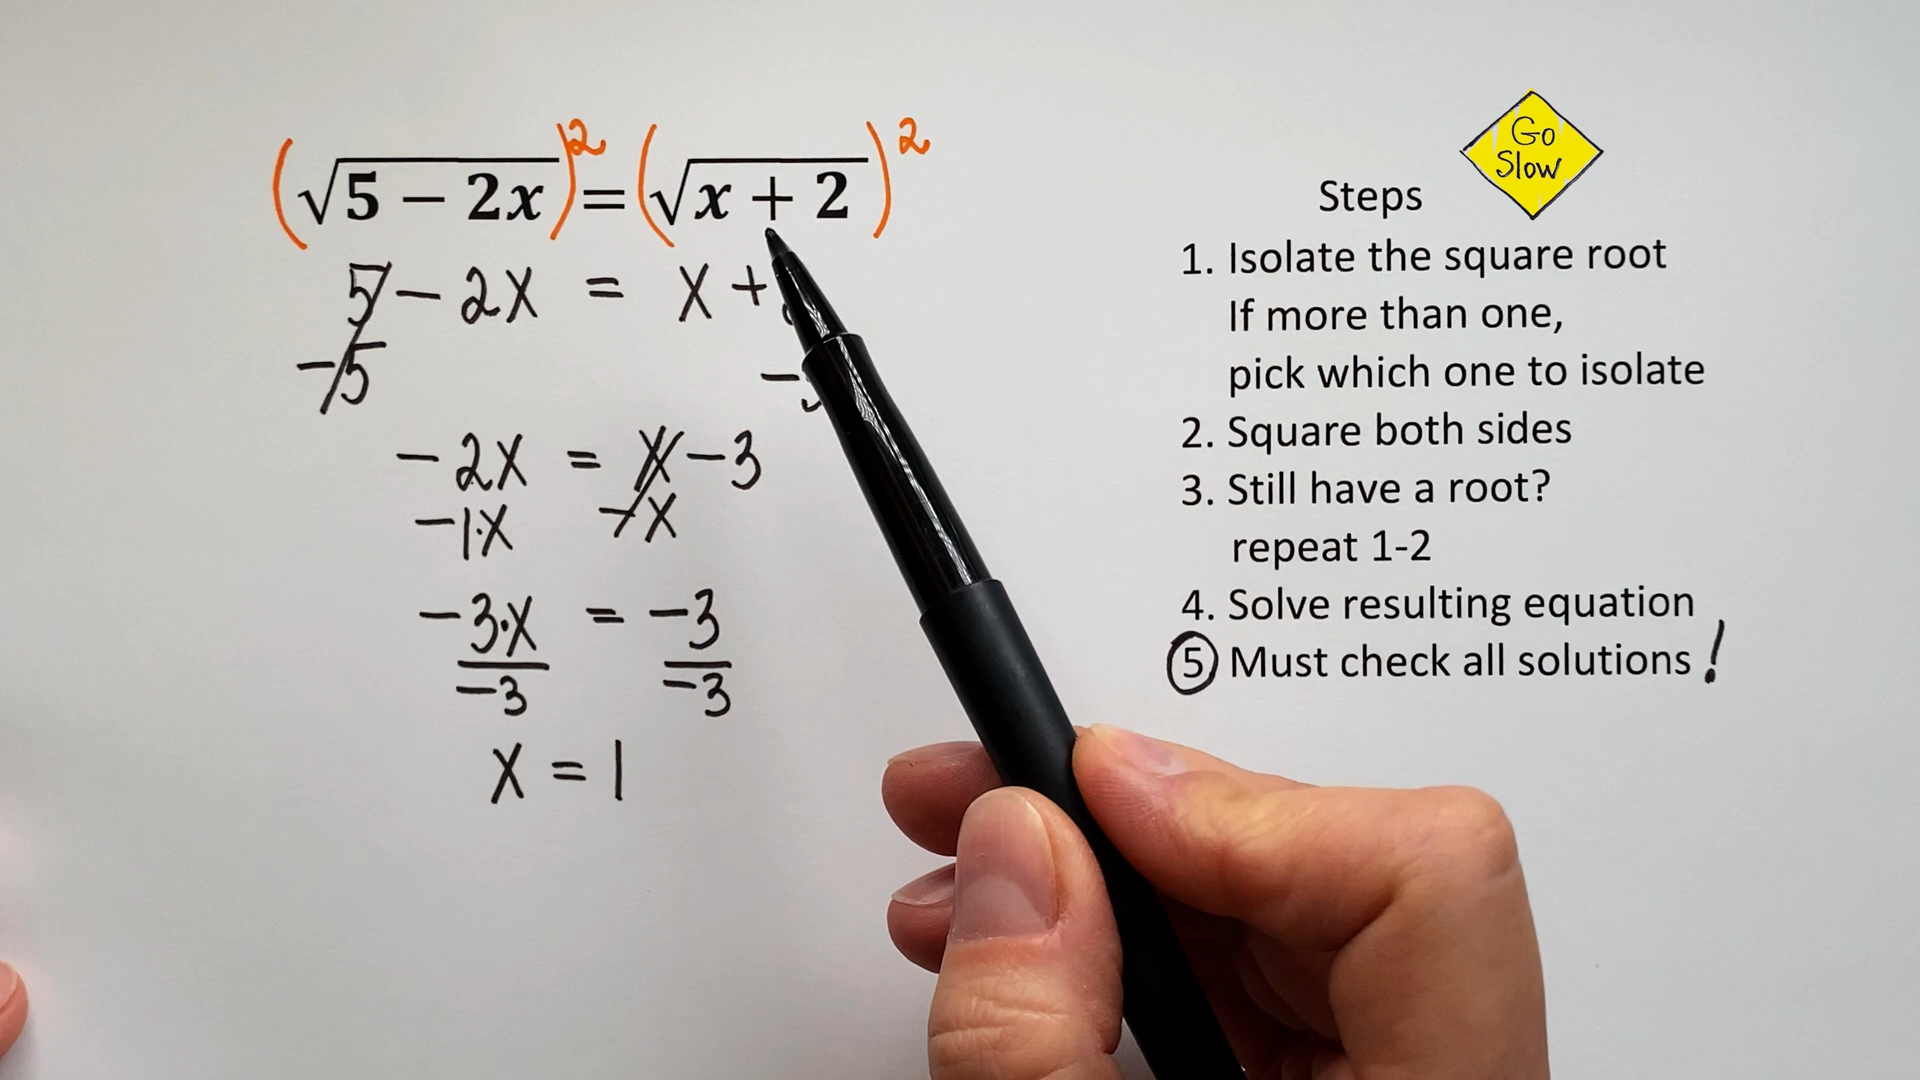 (√5 − 2x)² = (√x + 2)²
5 − 2x = x +
−5 −
−2x = x − 3
−1·x −x
−3·x = −3
−3 −3
x = 1
Go
Slow
Steps
1. Isolate the square root
If more than one,
pick which one to isolate
2. Square both sides
3. Still have a root?
repeat 1-2
4. Solve resulting equation
5 Must check all solutions !